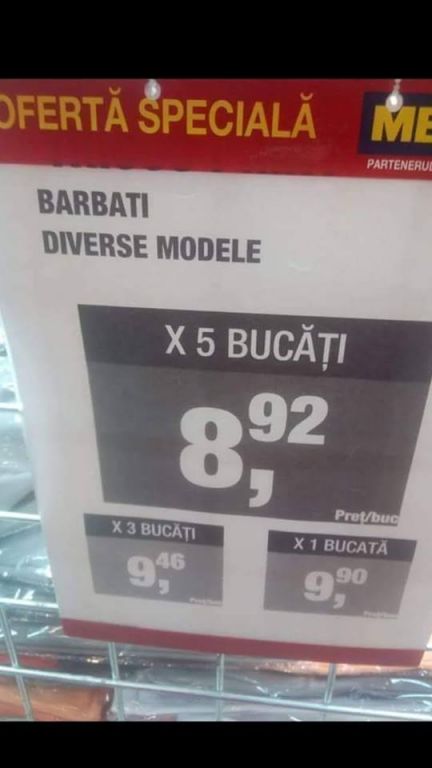 OFERTĂ SPECIALĂ
ME
PARTENERUL
BARBATI
DIVERSE MODELE
X 5 BUCĂȚI
8,92
Preț/buc
X 3 BUCĂȚI
9,46
X 1 BUCATĂ
9,90